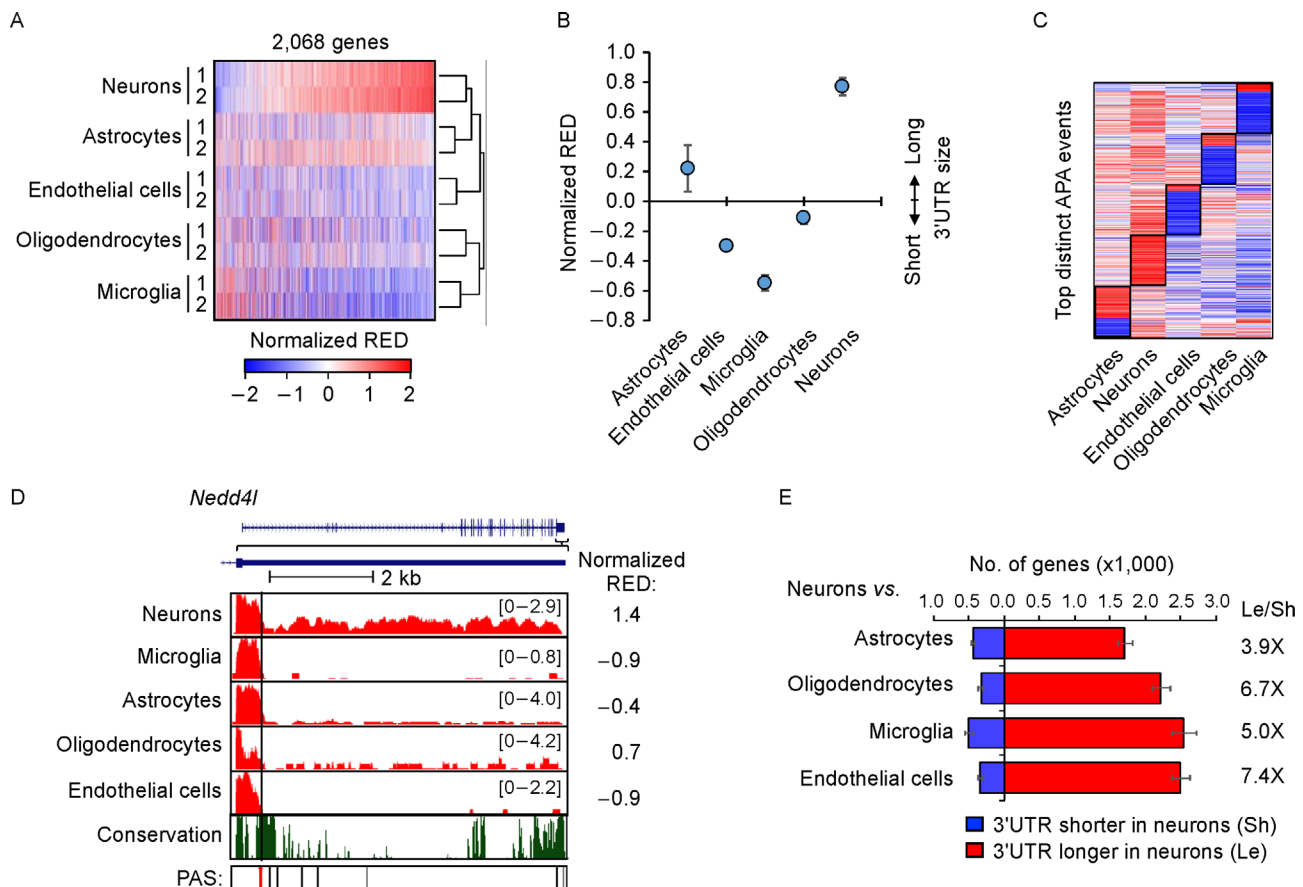 A
2,068 genes
Neurons
1
2
Astrocytes
1
2
Endothelial cells
1
2
Oligodendrocytes
1
2
Microglia
1
2
Normalized RED
−2 −1 0 1 2
B
1.0
0.8
0.6
0.4
0.2
0.0
−0.2
−0.4
−0.6
−0.8
Normalized RED
Short Long
3'UTR size
Astrocytes
Endothelial cells
Microglia
Oligodendrocytes
Neurons
C
Top distinct APA events
Astrocytes
Neurons
Endothelial cells
Oligodendrocytes
Microglia
D
Nedd4l
2 kb
Normalized
RED:
Neurons [0−2.9] 1.4
Microglia [0−0.8] −0.9
Astrocytes [0−4.0] −0.4
Oligodendrocytes [0−4.2] 0.7
Endothelial cells [0−2.2] −0.9
Conservation
PAS:
E
No. of genes (x1,000)
Neurons vs.
1.0 0.5 0.0 0.5 1.0 1.5 2.0 2.5 3.0
Le/Sh
Astrocytes 3.9X
Oligodendrocytes 6.7X
Microglia 5.0X
Endothelial cells 7.4X
3'UTR shorter in neurons (Sh)
3'UTR longer in neurons (Le)